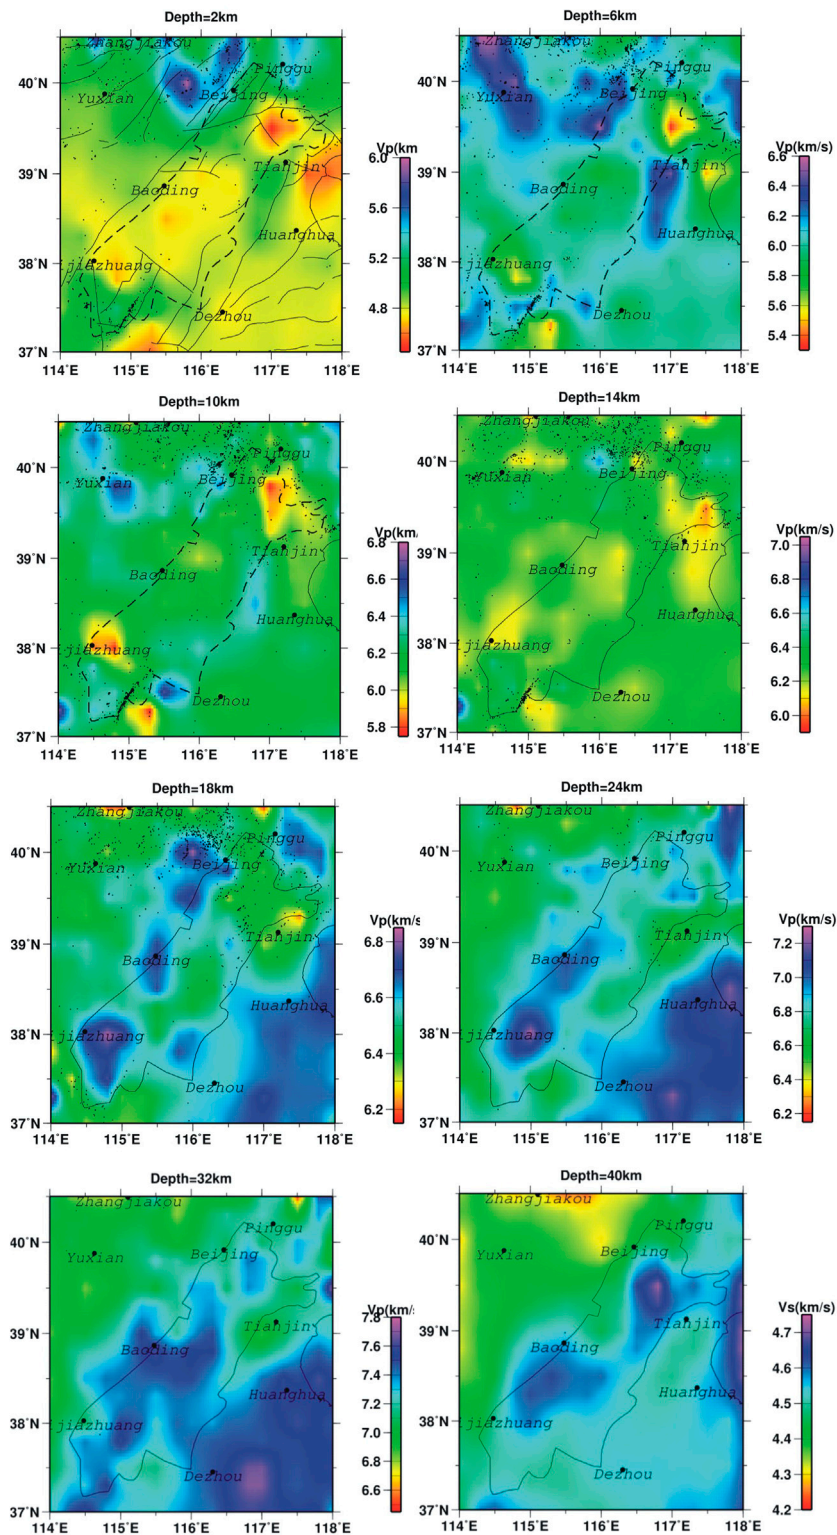 Depth=2km
Zhangjiakou
Pinggu
40°N
Yuxian
Beijing
Vp(km
6.0
39°N
Tianjin
Baoding
5.6
Huanghua
5.2
38°N
jiazhuang
4.8
Dezhou
37°N
114°E 115°E 116°E 117°E 118°E
Depth=6km
Zhangjiakou
Pinggu
40°N
Yuxian
Beijing
Vp(km/s)
6.6
39°N
Tianjin
6.4
Baoding
6.2
Huanghua
6.0
38°N
jiazhuang
5.8
5.6
Dezhou
5.4
37°N
114°E 115°E 116°E 117°E 118°E
Depth=10km
Zhangjiakou
Pinggu
40°N
Yuxian
Beijing
Vp(km/
6.8
39°N
Tianjin
6.6
Baoding
6.4
Huanghua
38°N
jiazhuang
6.2
6.0
Dezhou
5.8
37°N
114°E 115°E 116°E 117°E 118°E
Depth=14km
Zhangjiakou
Pinggu
40°N
Yuxian
Beijing
Vp(km/s)
7.0
39°N
Tianjin
6.8
Baoding
6.6
Huanghua
38°N
jiazhuang
6.4
6.2
Dezhou
6.0
37°N
114°E 115°E 116°E 117°E 118°E
Depth=18km
Zhangjiakou
Pinggu
40°N
Yuxian
Beijing
Vp(km/s
6.8
39°N
Tianjin
Baoding
6.6
Huanghua
38°N
jiazhuang
6.4
Dezhou
6.2
37°N
114°E 115°E 116°E 117°E 118°E
Depth=24km
Zhangjiakou
Pinggu
40°N
Yuxian
Beijing
Vp(km/s)
7.2
39°N
Tianjin
Baoding
7.0
Huanghua
6.8
38°N
jiazhuang
6.6
6.4
Dezhou
6.2
37°N
114°E 115°E 116°E 117°E 118°E
Depth=32km
Zhangjiakou
Pinggu
40°N
Yuxian
Beijing
Vp(km/
7.8
39°N
Tianjin
7.6
Baoding
7.4
Huanghua
7.2
38°N
jiazhuang
7.0
6.8
Dezhou
6.6
37°N
114°E 115°E 116°E 117°E 118°E
Depth=40km
Zhangjiakou
Pinggu
40°N
Yuxian
Beijing
Vs(km/s)
4.7
39°N
Tianjin
Baoding
4.6
Huanghua
4.5
38°N
jiazhuang
4.4
4.3
Dezhou
4.2
37°N
114°E 115°E 116°E 117°E 118°E